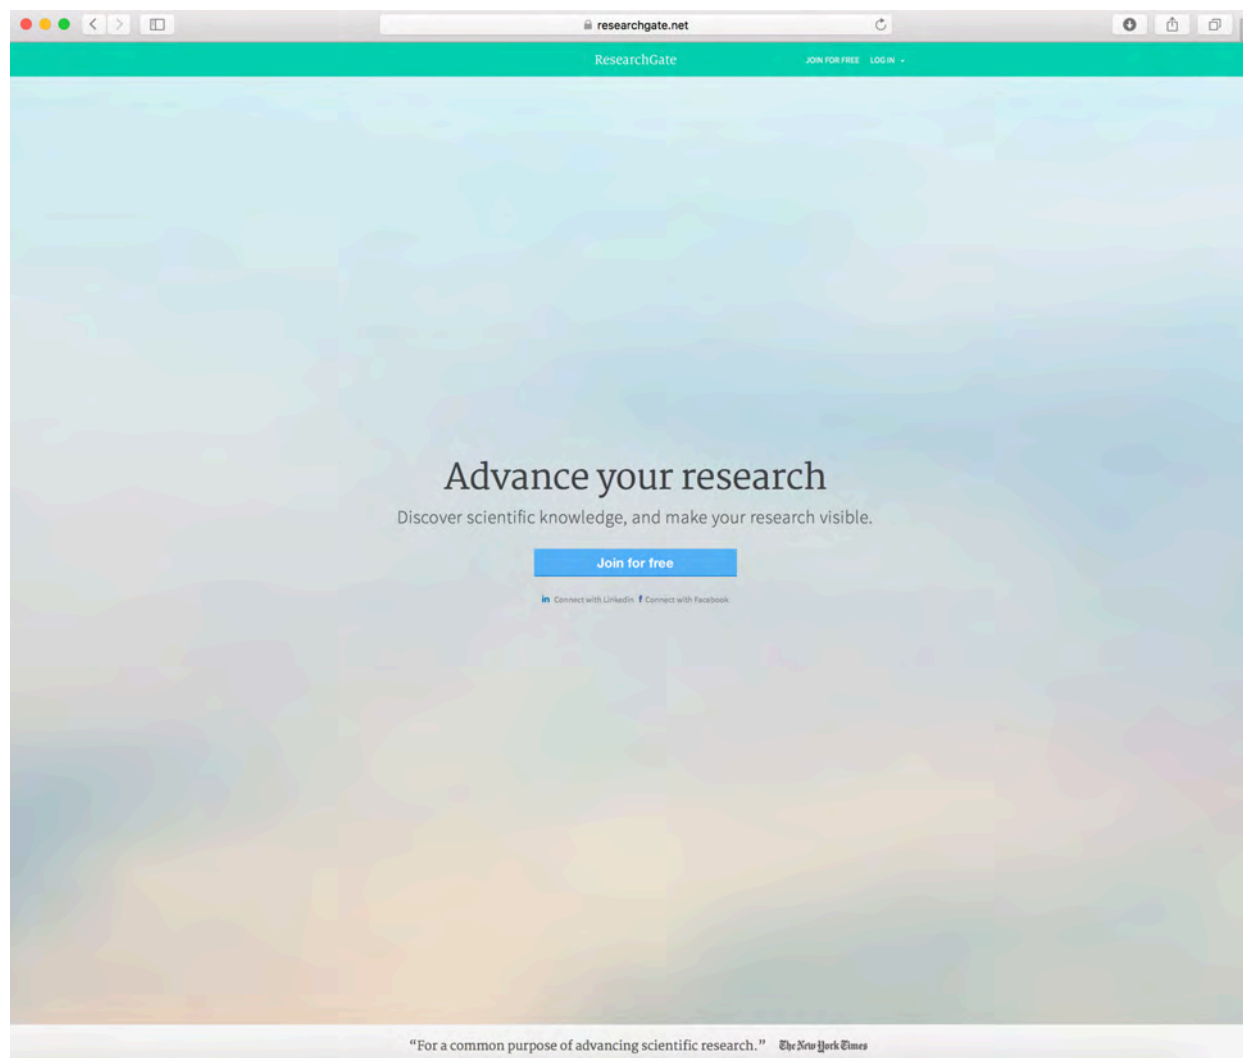 researchgate.net
ResearchGate JOIN FOR FREE LOG IN
Advance your research
Discover scientific knowledge, and make your research visible.
Join for free
in Connect with LinkedIn f Connect with Facebook
“For a common purpose of advancing scientific research.” The New York Times